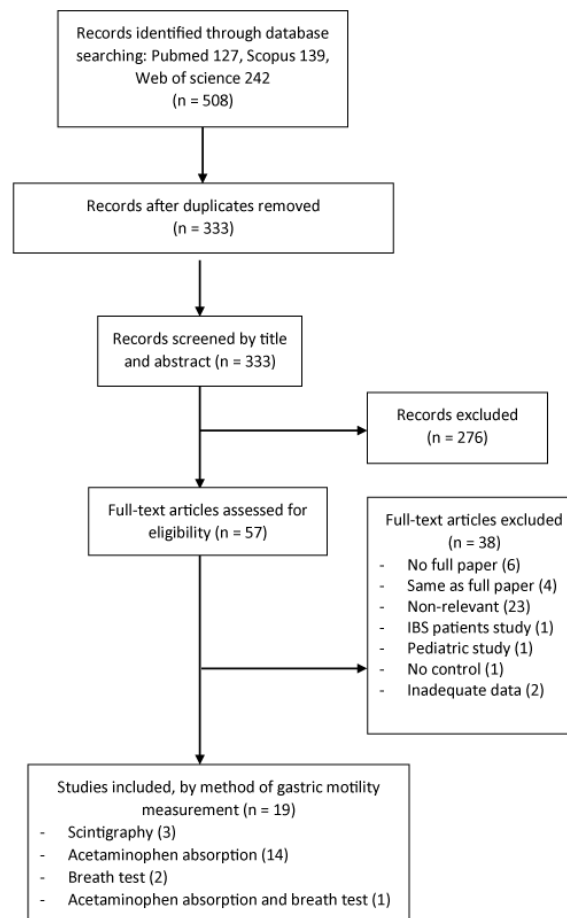 Records identified through database
searching: Pubmed 127, Scopus 139,
Web of science 242
(n = 508)
Records after duplicates removed
(n = 333)
Records screened by title
and abstract (n = 333)
Records excluded
(n = 276)
Full-text articles assessed for
eligibility (n = 57)
Full-text articles excluded
(n = 38)
- No full paper (6)
- Same as full paper (4)
- Non-relevant (23)
- IBS patients study (1)
- Pediatric study (1)
- No control (1)
- Inadequate data (2)
Studies included, by method of gastric motility
measurement (n = 19)
- Scintigraphy (3)
- Acetaminophen absorption (14)
- Breath test (2)
- Acetaminophen absorption and breath test (1)